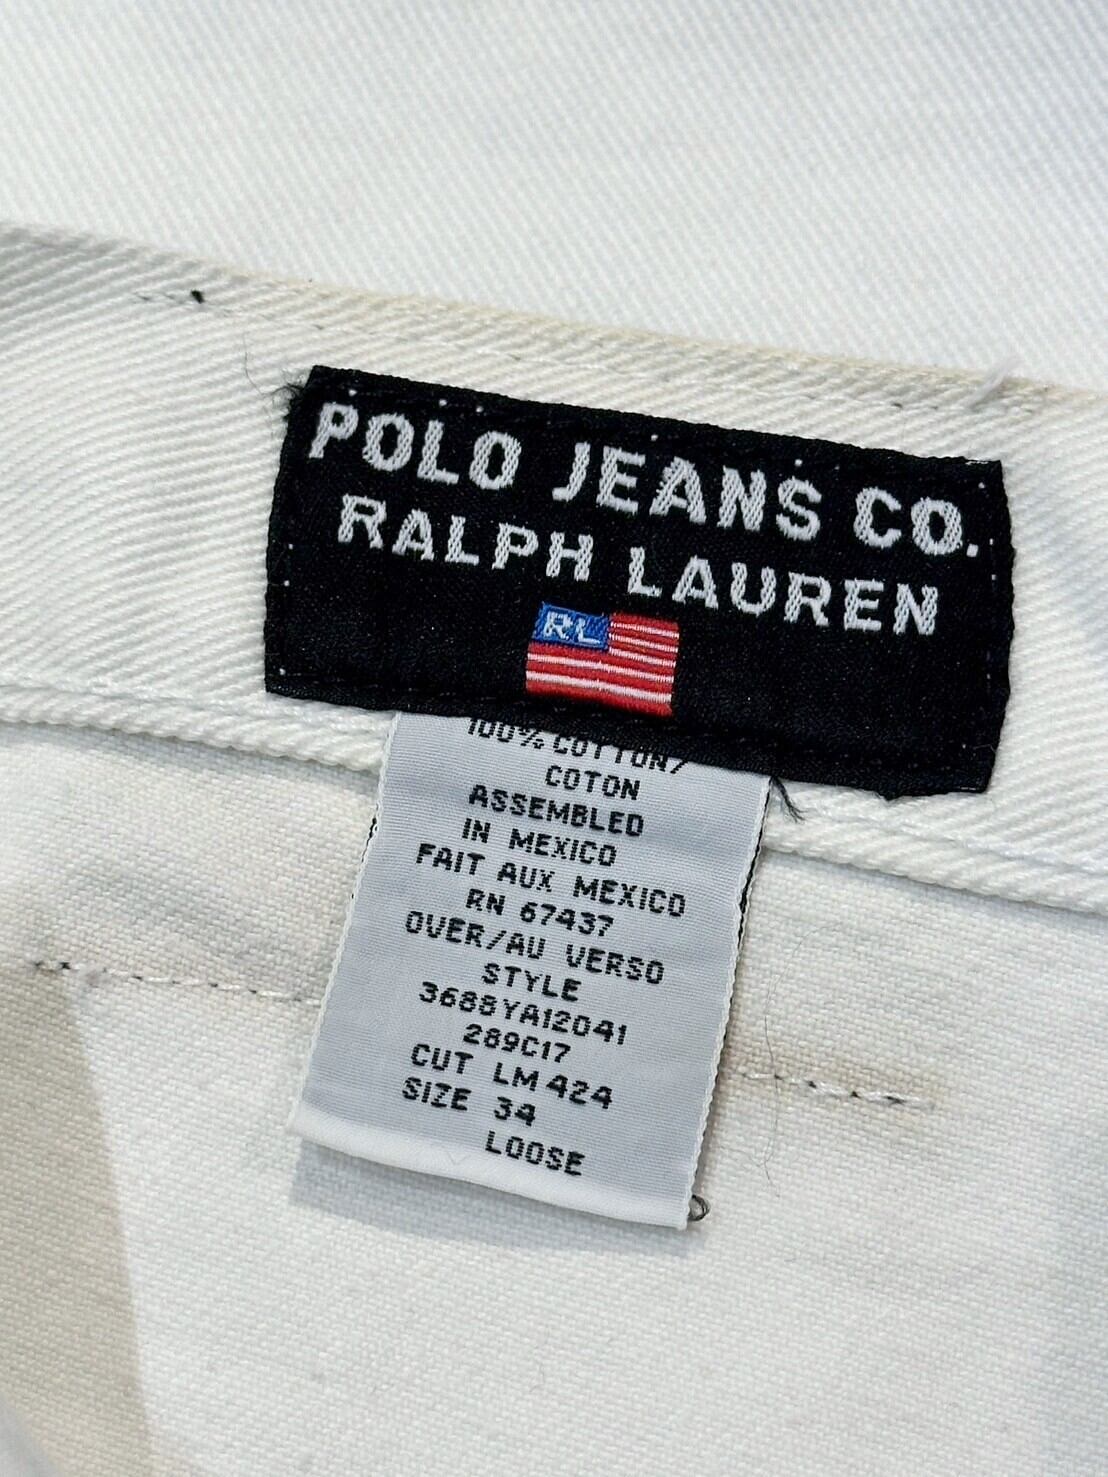 POLO JEANS CO.
RALPH LAUREN
RL
100% COTTON/
COTON
ASSEMBLED
IN MEXICO
FAIT AUX MEXICO
RN 67437
OVER/AU VERSO
STYLE
3688YA12041
289C17
CUT LM424
SIZE 34
LOOSE